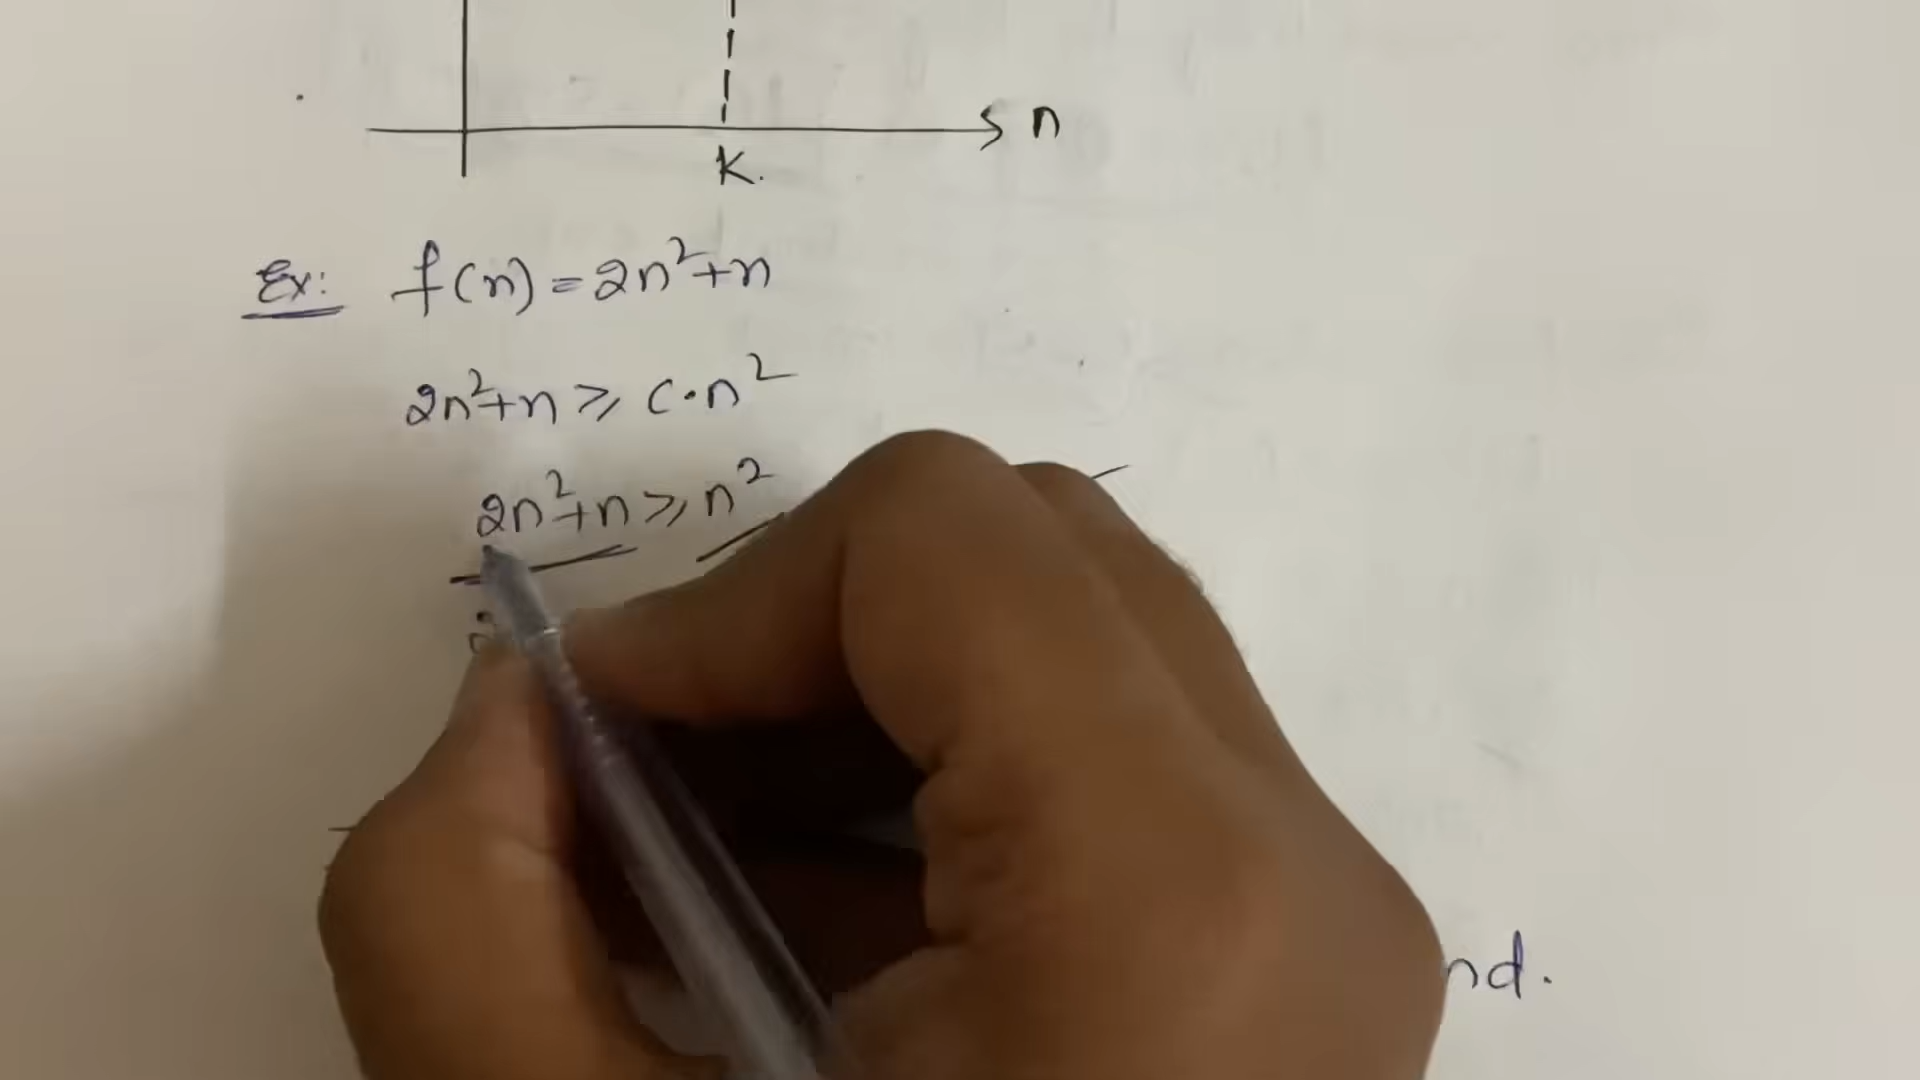 n
K.
Ex: f(n) = 2n²+n
2n²+n ≥ c·n²
2n²+n ≥ n²
nd.